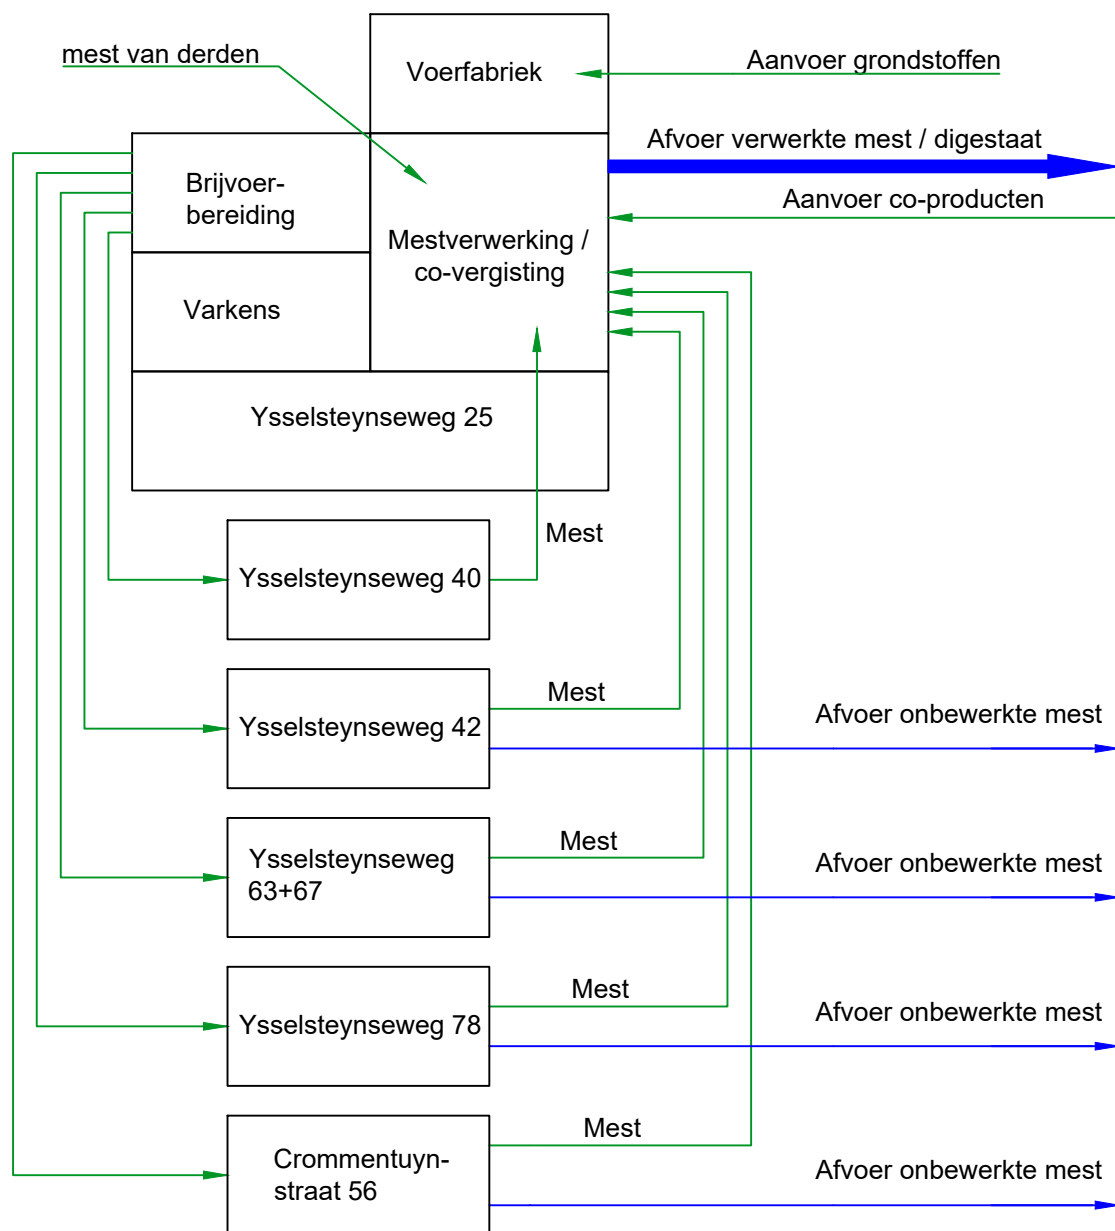 mest van derden
Voerfabriek
Aanvoer grondstoffen
Afvoer verwerkte mest / digestaat
Brijvoer-
bereiding
Aanvoer co-producten
Mestverwerking /
co-vergisting
Varkens
Ysselsteynseweg 25
Mest
Ysselsteynseweg 40
Mest
Ysselsteynseweg 42
Afvoer onbewerkte mest
Mest
Ysselsteynseweg
63+67
Afvoer onbewerkte mest
Mest
Ysselsteynseweg 78
Afvoer onbewerkte mest
Mest
Crommentuyn-
straat 56
Afvoer onbewerkte mest